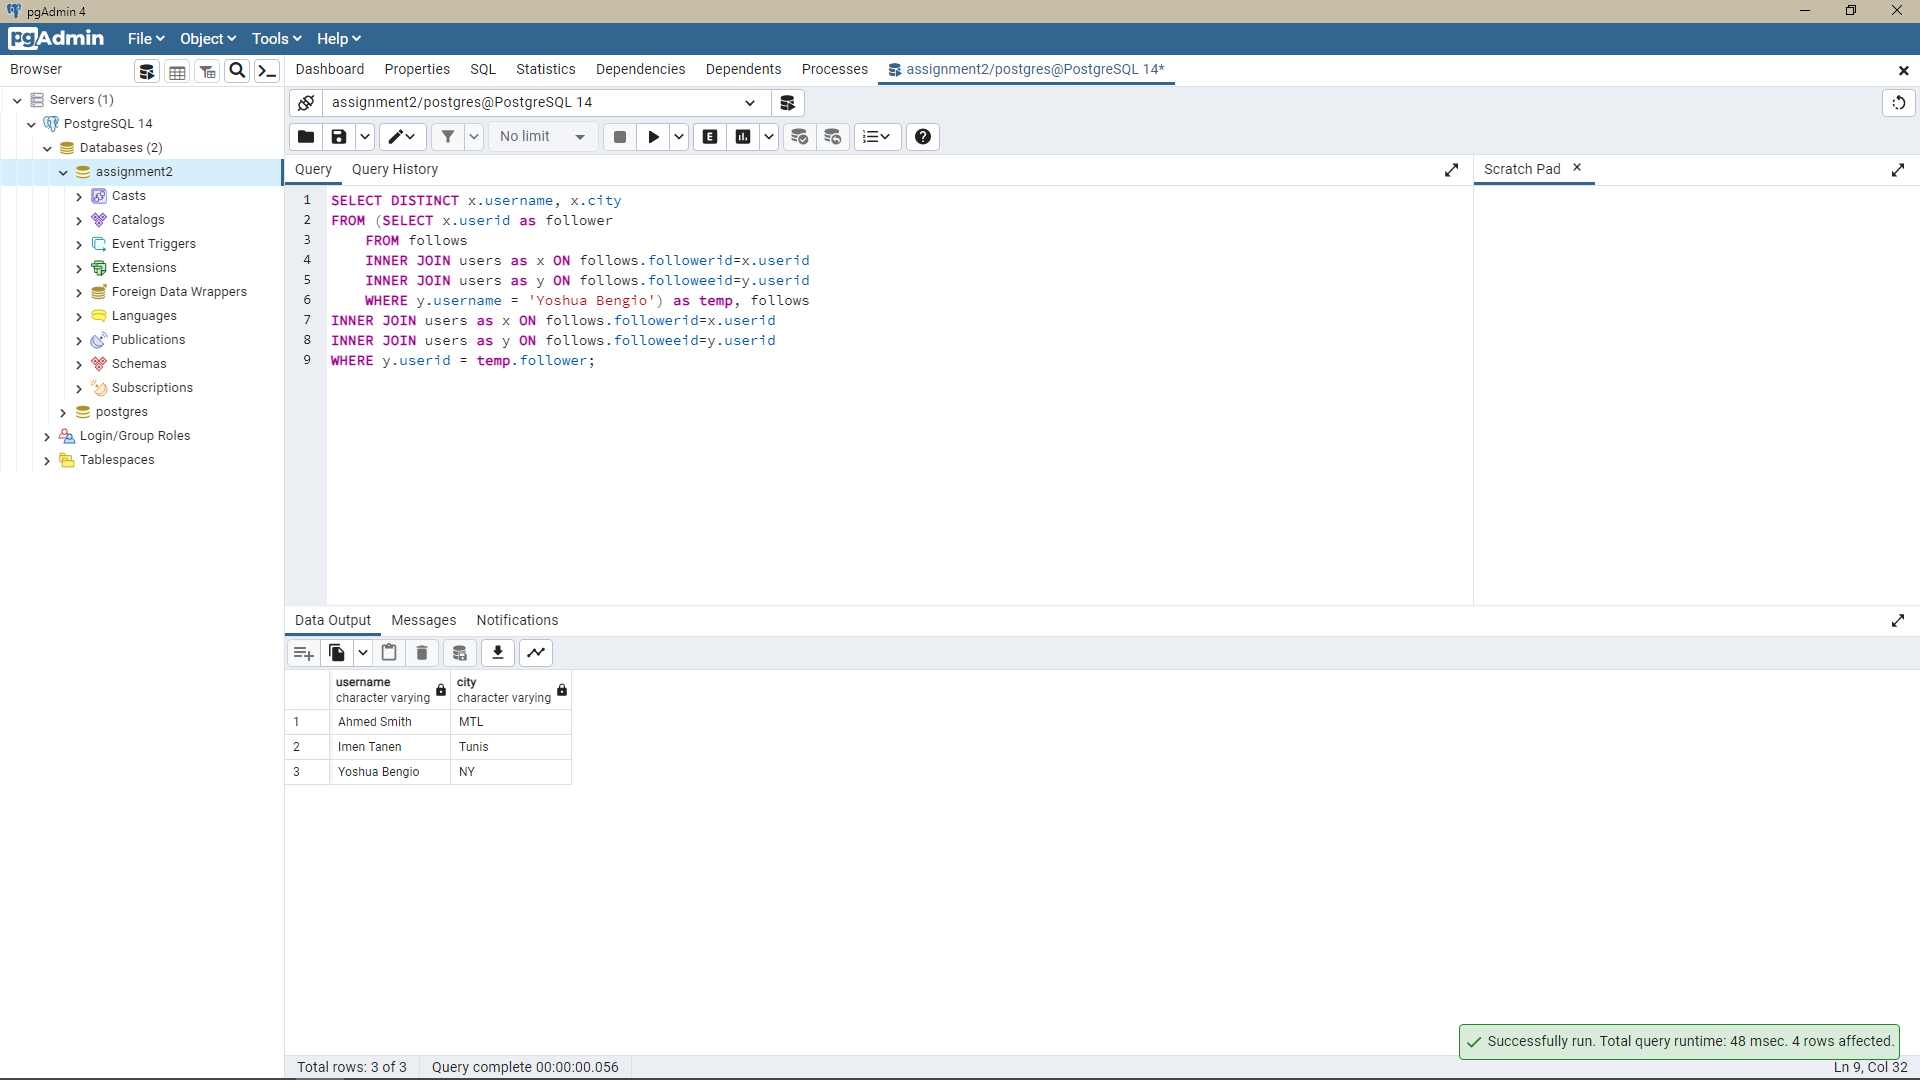 pgAdmin 4
pgAdmin File Object Tools Help
Browser
Dashboard Properties SQL Statistics Dependencies Dependents Processes assignment2/postgres@PostgreSQL 14*
Servers (1)
PostgreSQL 14
Databases (2)
assignment2
Casts
Catalogs
Event Triggers
Extensions
Foreign Data Wrappers
Languages
Publications
Schemas
Subscriptions
postgres
Login/Group Roles
Tablespaces
assignment2/postgres@PostgreSQL 14
No limit
E
Query Query History
Scratch Pad
1 SELECT DISTINCT x.username, x.city
2 FROM (SELECT x.userid as follower
3 FROM follows
4 INNER JOIN users as x ON follows.followerid=x.userid
5 INNER JOIN users as y ON follows.followeeid=y.userid
6 WHERE y.username = 'Yoshua Bengio') as temp, follows
7 INNER JOIN users as x ON follows.followerid=x.userid
8 INNER JOIN users as y ON follows.followeeid=y.userid
9 WHERE y.userid = temp.follower;
Data Output Messages Notifications
username city
character varying character varying
1 Ahmed Smith MTL
2 Imen Tanen Tunis
3 Yoshua Bengio NY
Successfully run. Total query runtime: 48 msec. 4 rows affected.
Total rows: 3 of 3 Query complete 00:00:00.056 Ln 9, Col 32